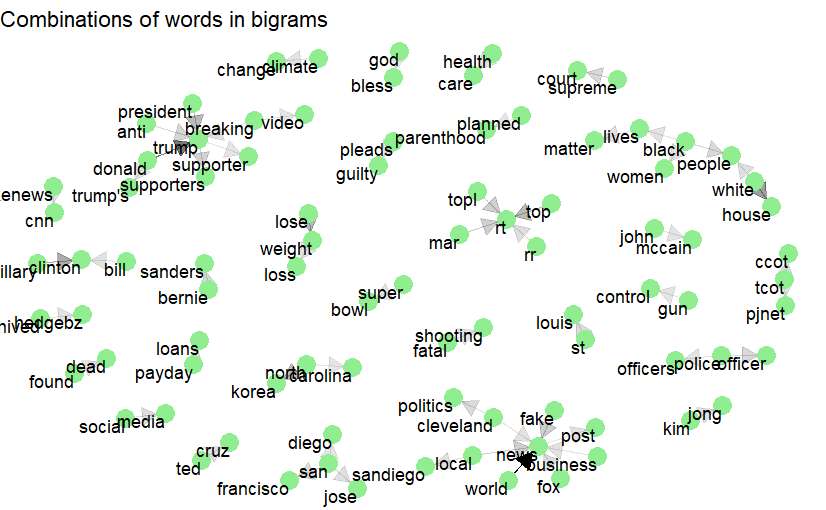 Combinations of words in bigrams
change
climate
god
bless
health
care
court
supreme
president
anti
breaking
video
trump
supporter
donald
trump's
supporters
pleads
guilty
planned
parenthood
matter
lives
black
women
people
white
house
enews
cnn
lose
weight
loss
topl
top
mar
rt
rr
john
mccain
ccot
tcot
pjnet
illary
clinton
bill
sanders
bernie
super
bowl
control
gun
hived
hedgebz
shooting
fatal
louis
st
loans
payday
dead
found
north
carolina
korea
officers
police
officer
social
media
politics
cleveland
fake
post
news
business
local
world
fox
sandiego
jong
kim
cruz
ted
diego
san
francisco
jose